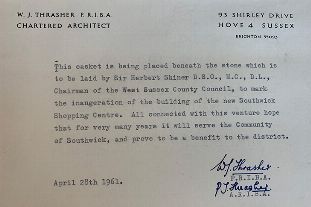 W. J. THRASHER F.R.I.B.A.
CHARTERED ARCHITECT
93 SHIRLEY DRIVE
HOVE 4 SUSSEX
BRIGHTON
This casket is being placed beneath the stone which is
to be laid by Sir Herbert Shiner D.S.O., M.C., D.L.,
Chairman of the West Sussex County Council, to mark
the inauguration of the building of the new Southwick
Shopping Centre. All connected with this venture hope
that for very many years it will serve the Community
of Southwick, and prove to be a benefit to the district.
W.J. Thrasher
F.R.I.B.A.
P.J. Thrasher
A.R.I.B.A.
April 28th 1961.